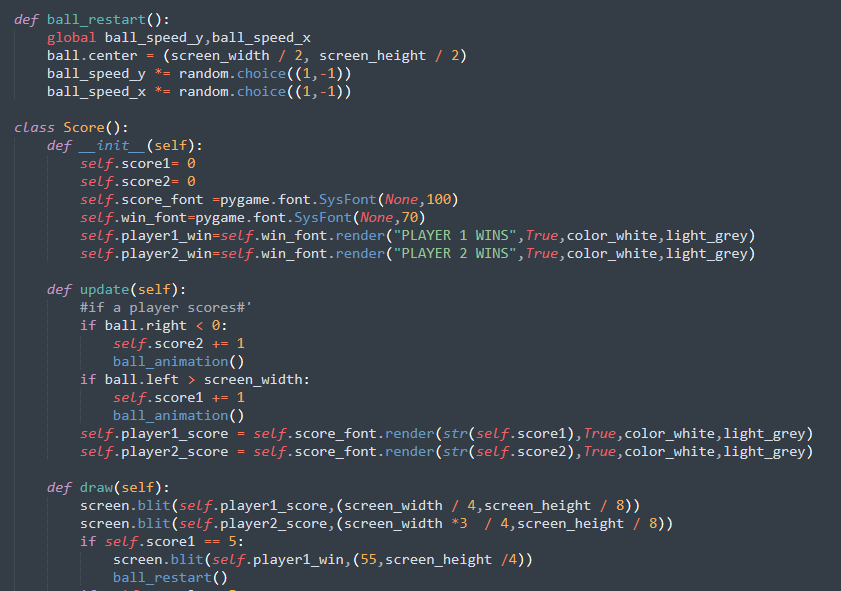 def ball_restart():
    global ball_speed_y,ball_speed_x
    ball.center = (screen_width / 2, screen_height / 2)
    ball_speed_y *= random.choice((1,-1))
    ball_speed_x *= random.choice((1,-1))

class Score():
    def __init__(self):
        self.score1= 0
        self.score2= 0
        self.score_font =pygame.font.SysFont(None,100)
        self.win_font=pygame.font.SysFont(None,70)
        self.player1_win=self.win_font.render("PLAYER 1 WINS",True,color_white,light_grey)
        self.player2_win=self.win_font.render("PLAYER 2 WINS",True,color_white,light_grey)

    def update(self):
        #if a player scores#'
        if ball.right < 0:
            self.score2 += 1
            ball_animation()
        if ball.left > screen_width:
            self.score1 += 1
            ball_animation()
        self.player1_score = self.score_font.render(str(self.score1),True,color_white,light_grey)
        self.player2_score = self.score_font.render(str(self.score2),True,color_white,light_grey)

    def draw(self):
        screen.blit(self.player1_score,(screen_width / 4,screen_height / 8))
        screen.blit(self.player2_score,(screen_width *3  / 4,screen_height / 8))
        if self.score1 == 5:
            screen.blit(self.player1_win,(55,screen_height /4))
            ball_restart()